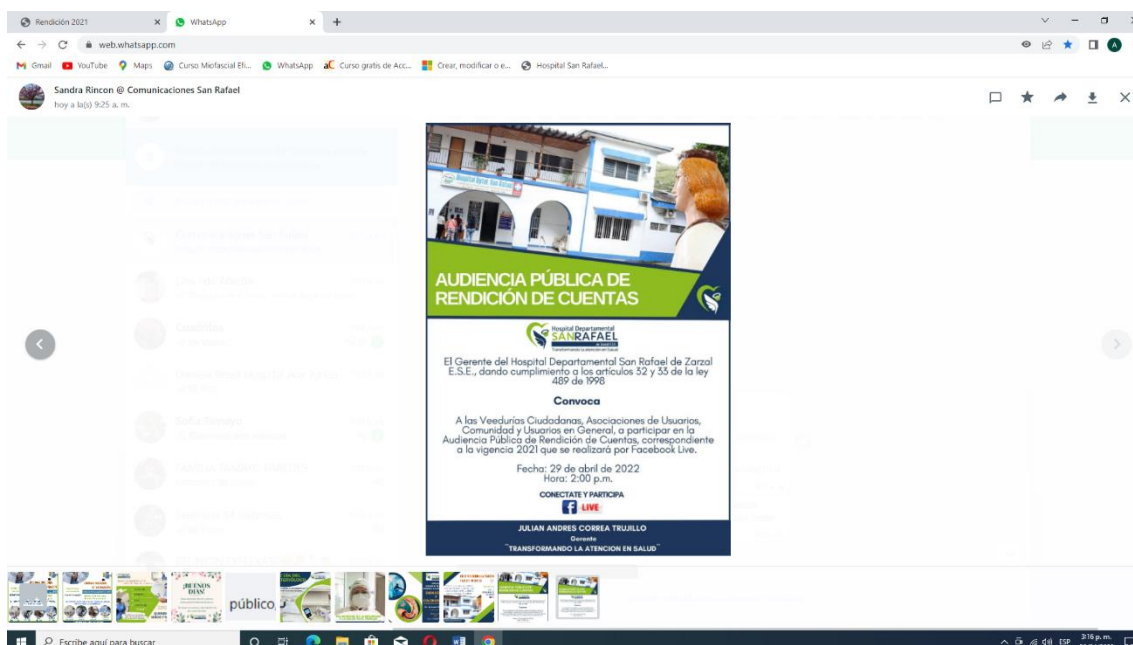 Rendición 2021
WhatsApp
web.whatsapp.com
Gmail
YouTube
Maps
Curso Miofascial Efi...
WhatsApp
Curso gratis de Acc...
Crear, modificar o e...
Hospital San Rafael...
Sandra Rincon @ Comunicaciones San Rafael
hoy a la(s) 9:25 a. m.
AUDIENCIA PÚBLICA DE
RENDICIÓN DE CUENTAS
Hospital Departamental
SANRAFAEL
El Gerente del Hospital Departamental San Rafael de Zarzal
E.S.E., dando cumplimiento a los artículos 32 y 33 de la ley
489 de 1998
Convoca
A las Veedurías Ciudadanas, Asociaciones de Usuarios,
Comunidad y Usuarios en General, a participar en la
Audiencia Pública de Rendición de Cuentas, correspondiente
a la vigencia 2021 que se realizará por Facebook Live.
Fecha: 29 de abril de 2022
Hora: 2:00 p.m.
CONECTATE Y PARTICIPA
LIVE
JULIAN ANDRES CORREA TRUJILLO
Gerente
¨TRANSFORMANDO LA ATENCION EN SALUD¨
¡BUENOS
DÍAS!
público,
Escribe aquí para buscar
ESP
3:16 p. m.